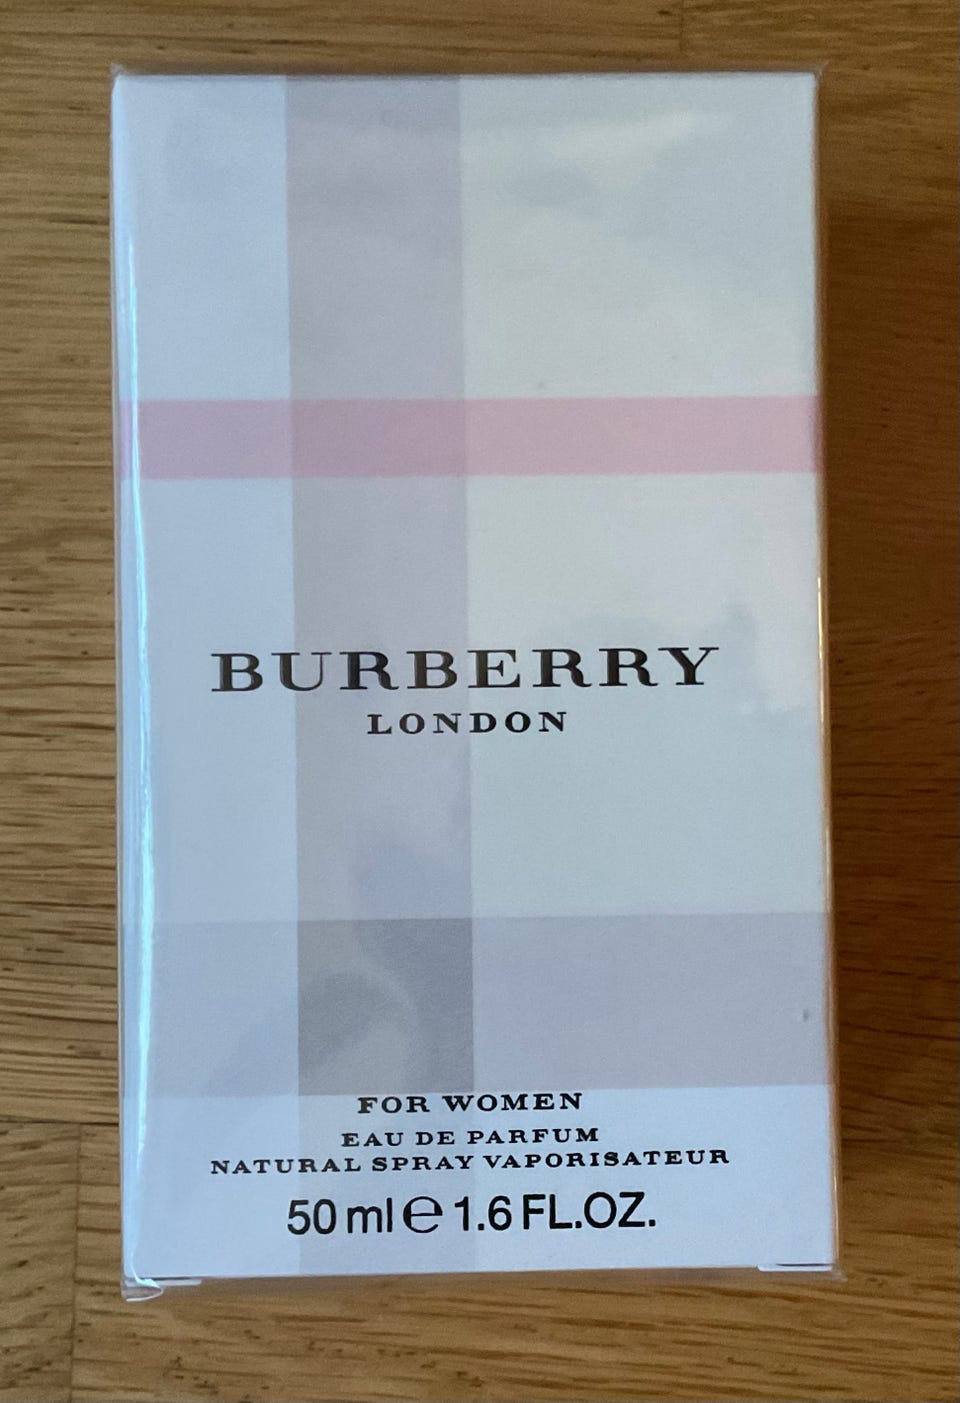 BURBERRY
LONDON
FOR WOMEN
EAU DE PARFUM
NATURAL SPRAY VAPORISATEUR
50 ml ℮ 1.6 FL.OZ.